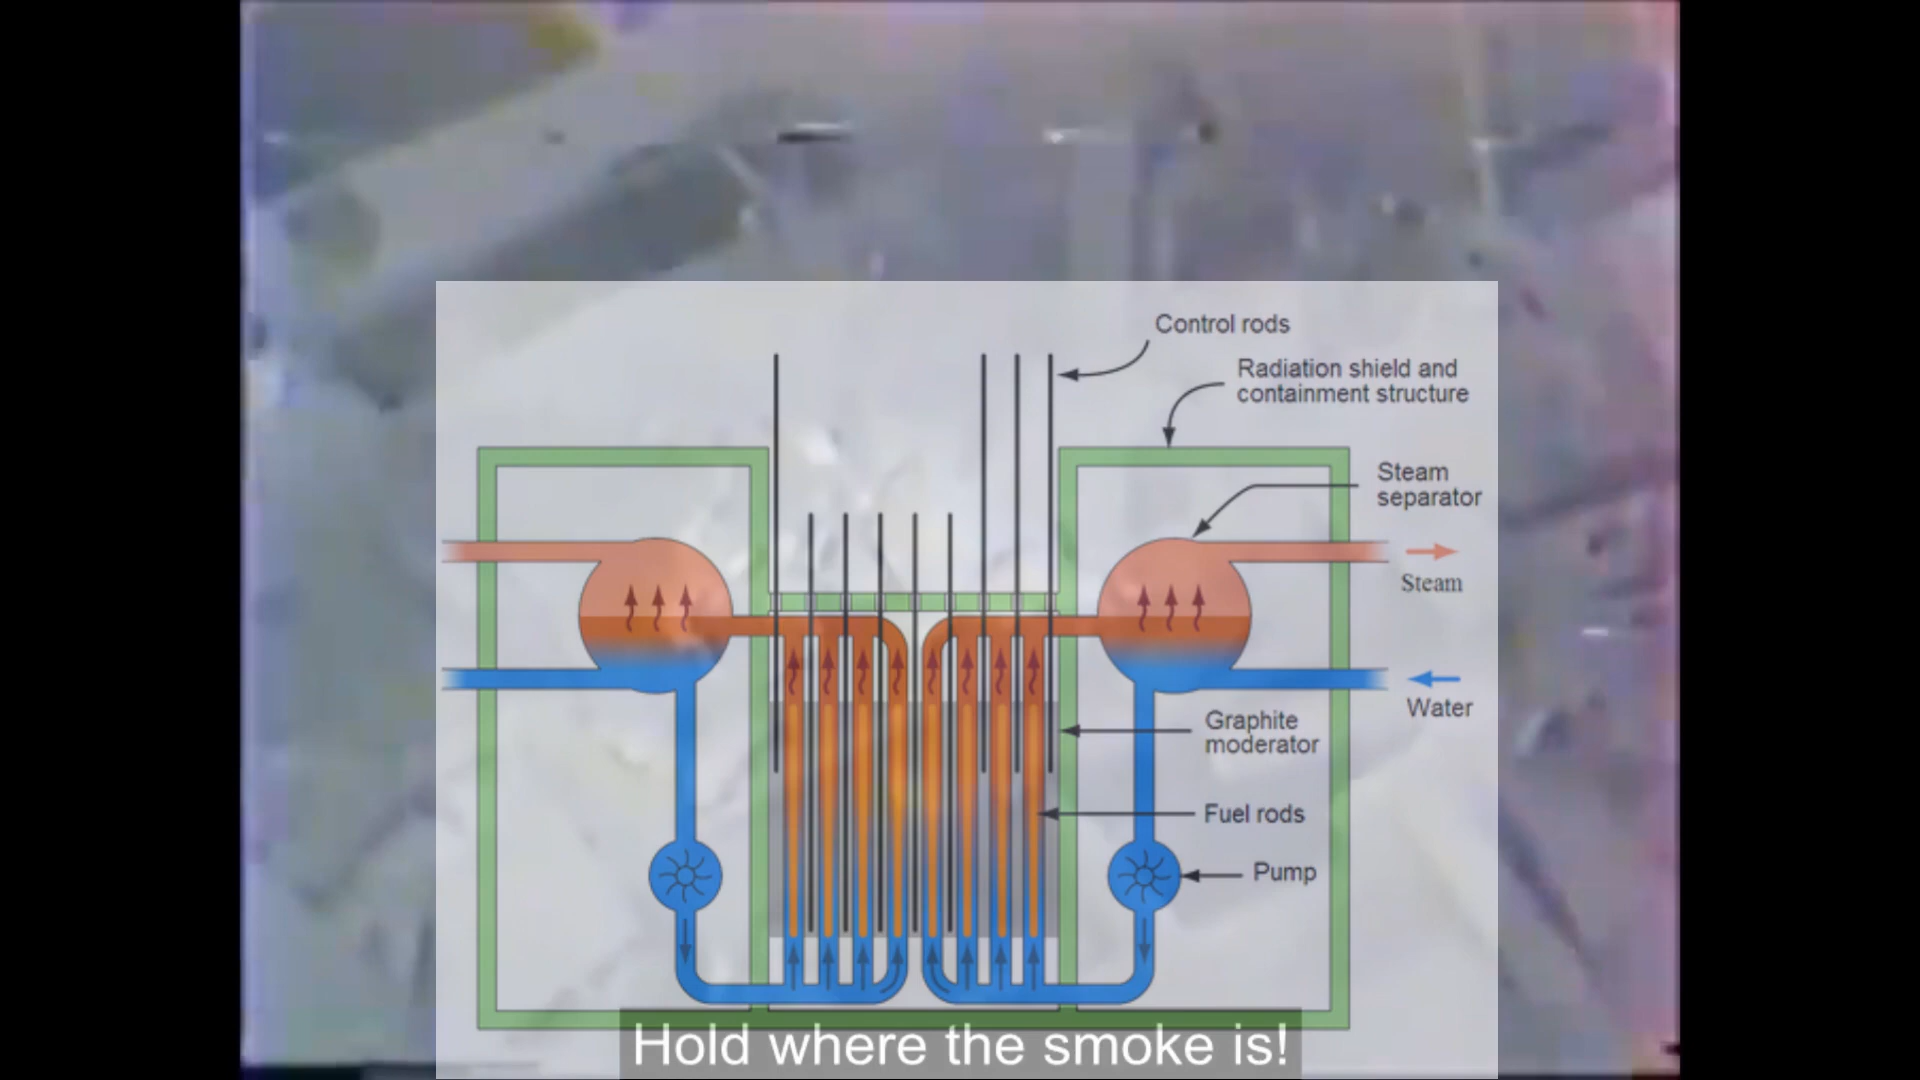 Control rods
Radiation shield and
containment structure
Steam
separator
Steam
Water
Graphite
moderator
Fuel rods
Pump
Hold where the smoke is!